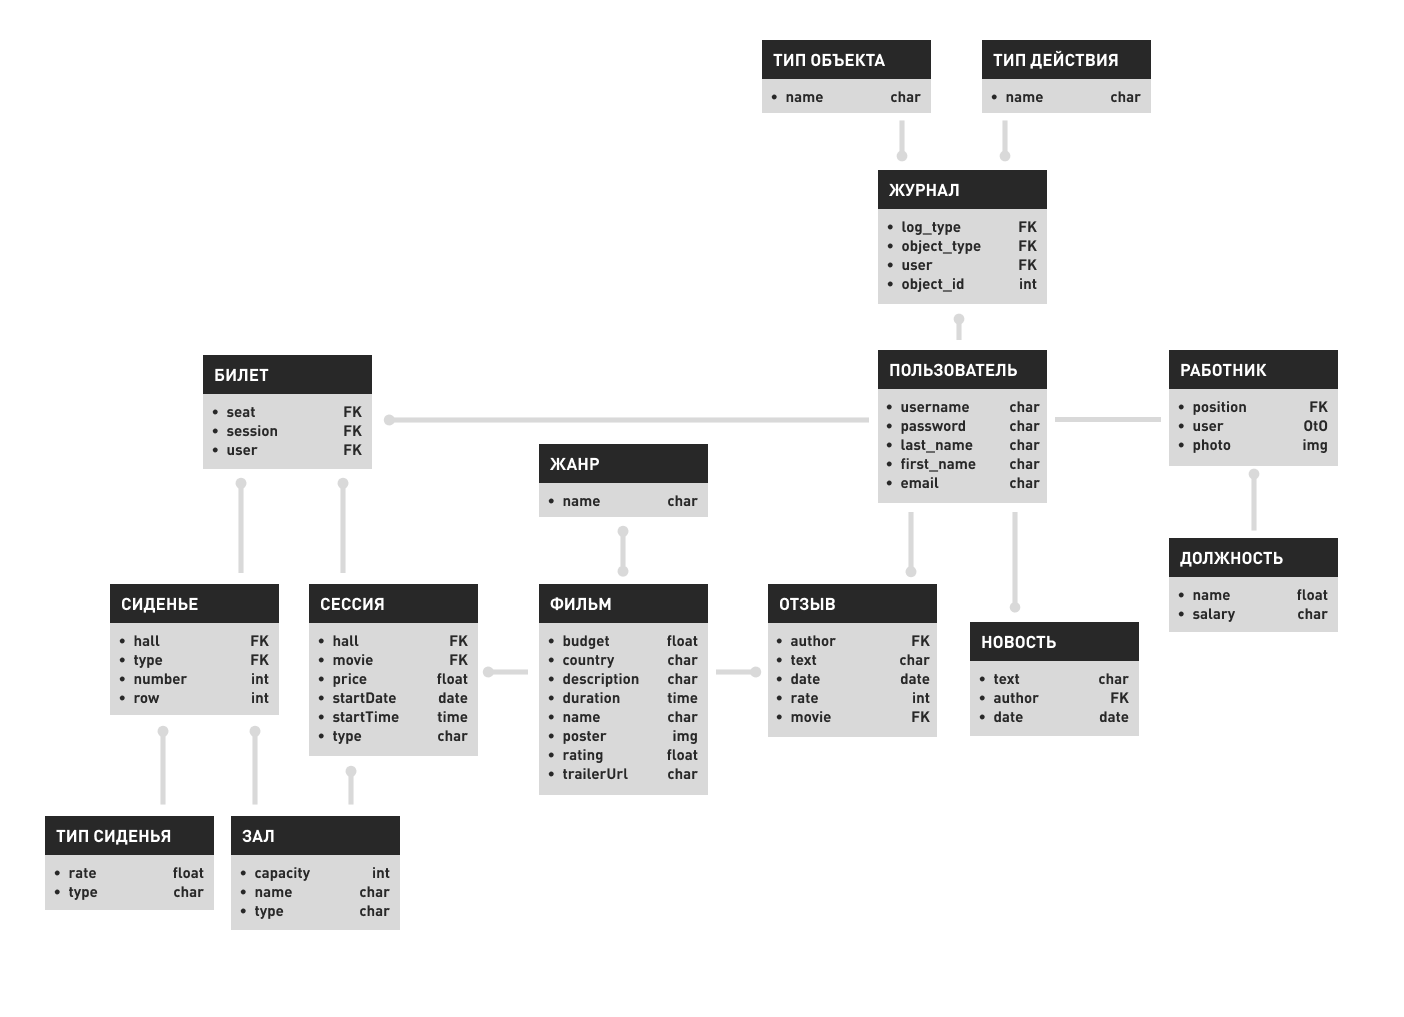 ТИП ОБЪЕКТА
• name char
ТИП ДЕЙСТВИЯ
• name char
ЖУРНАЛ
• log_type FK
• object_type FK
• user FK
• object_id int
БИЛЕТ
• seat FK
• session FK
• user FK
ПОЛЬЗОВАТЕЛЬ
• username char
• password char
• last_name char
• first_name char
• email char
РАБОТНИК
• position FK
• user OtO
• photo img
ЖАНР
• name char
ДОЛЖНОСТЬ
• name float
• salary char
СИДЕНЬЕ
• hall FK
• type FK
• number int
• row int
СЕССИЯ
• hall FK
• movie FK
• price float
• startDate date
• startTime time
• type char
ФИЛЬМ
• budget float
• country char
• description char
• duration time
• name char
• poster img
• rating float
• trailerUrl char
ОТЗЫВ
• author FK
• text char
• date date
• rate int
• movie FK
НОВОСТЬ
• text char
• author FK
• date date
ТИП СИДЕНЬЯ
• rate float
• type char
ЗАЛ
• capacity int
• name char
• type char